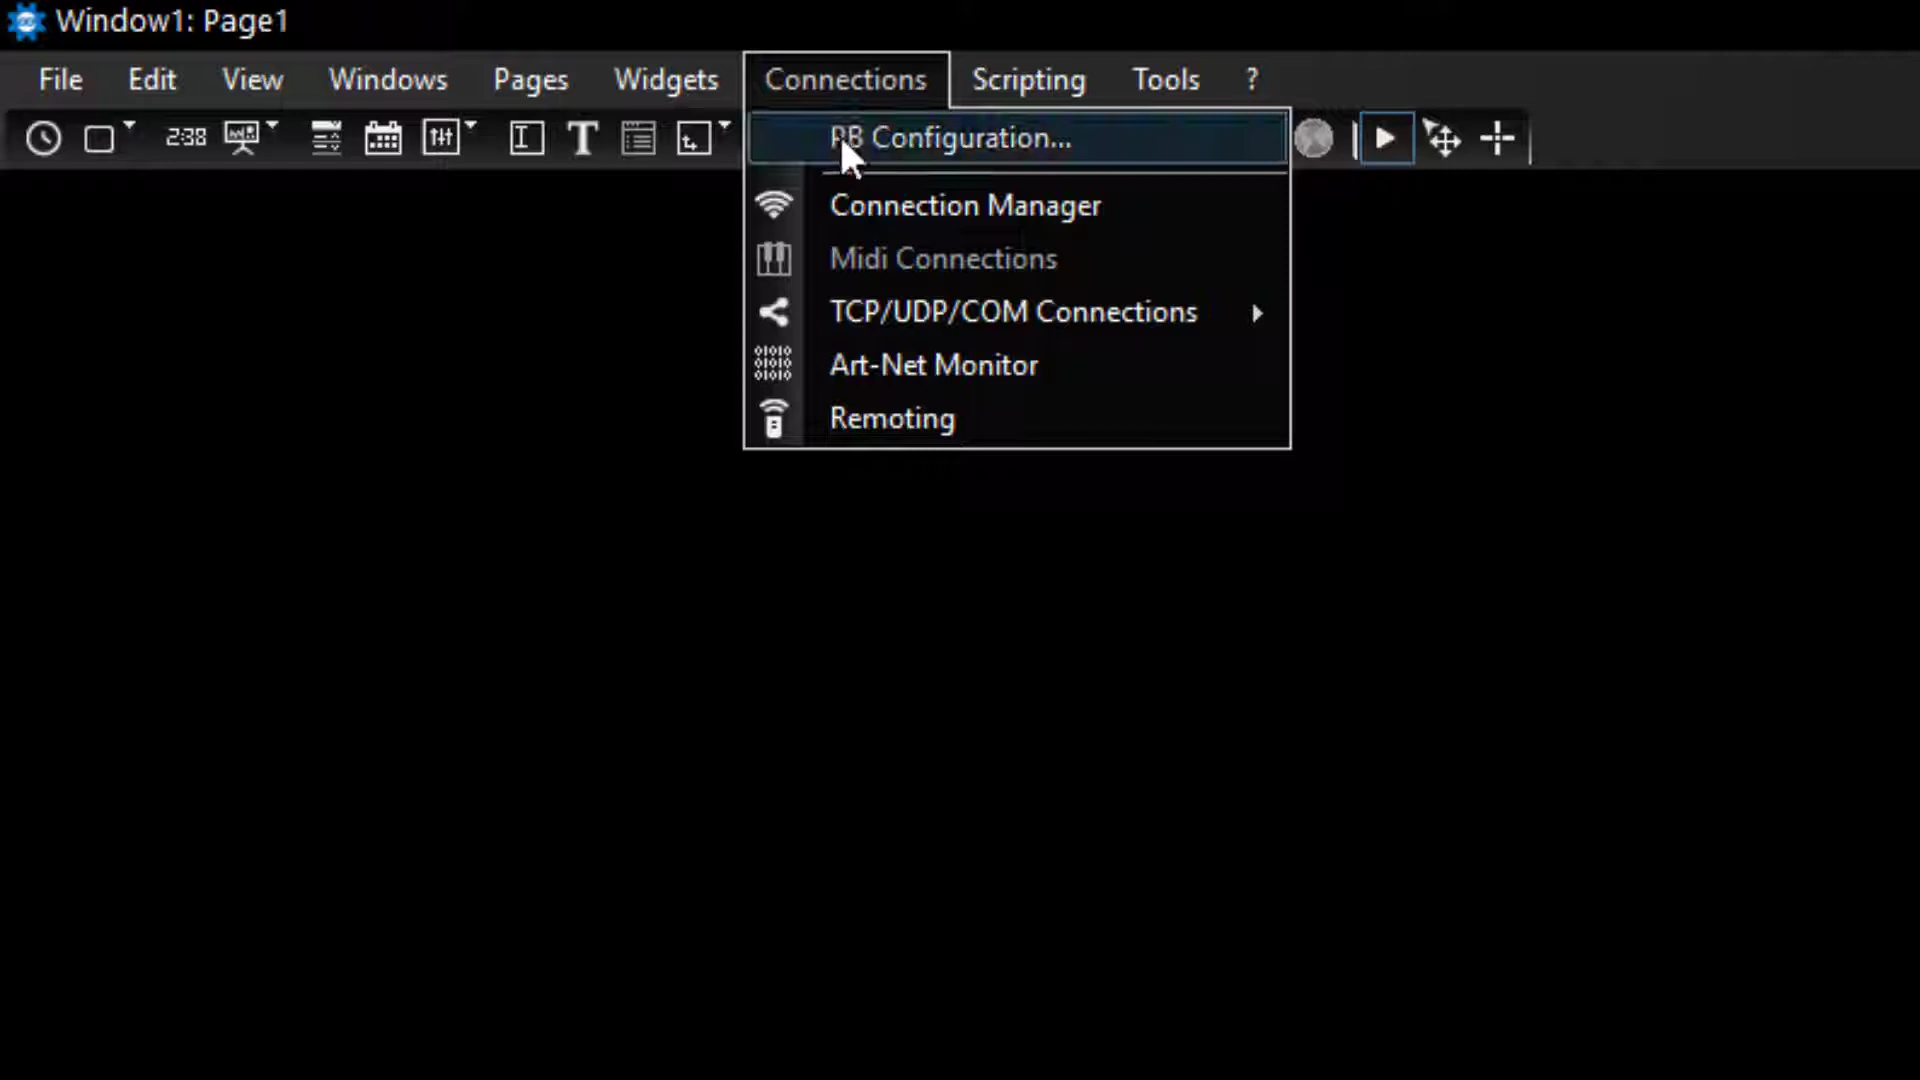 Window1: Page1
File Edit View Windows Pages Widgets Connections Scripting Tools ?
2:38
PB Configuration...
Connection Manager
Midi Connections
TCP/UDP/COM Connections
Art-Net Monitor
Remoting